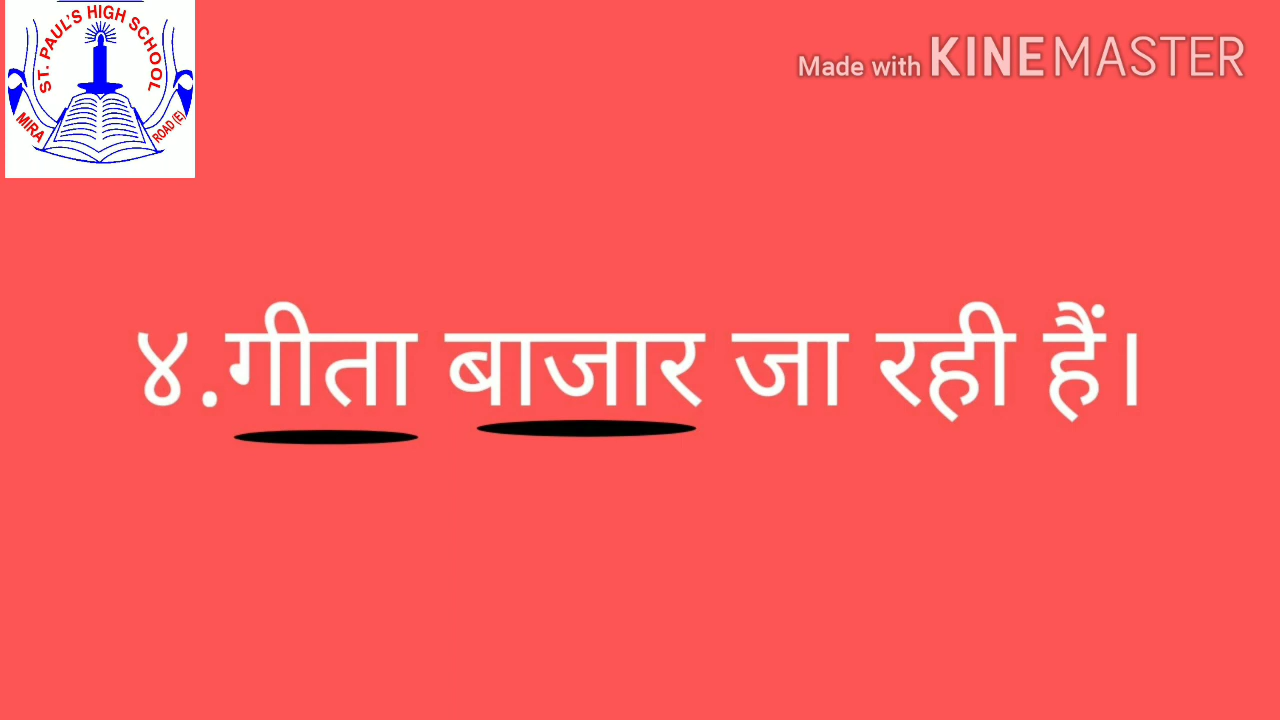 ST. PAUL'S HIGH SCHOOL
MIRA ROAD (E)
Made with KINEMASTER
४.गीता बाजार जा रही हैं।